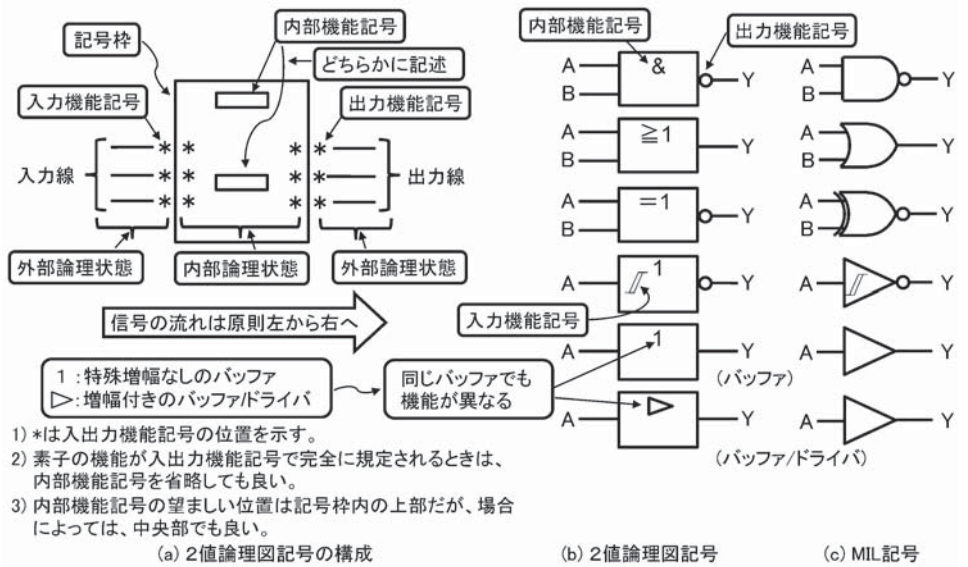 内部機能記号
記号枠
どちらかに記述
入力機能記号
出力機能記号
* * * *
* * * *
* * * *
入力線
出力線
外部論理状態
内部論理状態
外部論理状態
信号の流れは原則左から右へ
1 :特殊増幅なしのバッファ
▷:増幅付きのバッファ/ドライバ
同じバッファでも
機能が異なる
1) *は入出力機能記号の位置を示す。
2) 素子の機能が入出力機能記号で完全に規定されるときは、
内部機能記号を省略しても良い。
3) 内部機能記号の望ましい位置は記号枠内の上部だが、場合
によっては、中央部でも良い。
(a) 2値論理図記号の構成
内部機能記号
出力機能記号
A & Y
B
A ≧1 Y
B
A =1 Y
B
A 1 Y
入力機能記号
A 1 Y
(バッファ)
A ▷ Y
(バッファ/ドライバ)
(b) 2値論理図記号
A Y
B
A Y
B
A Y
B
A Y
A Y
A Y
(c) MIL記号